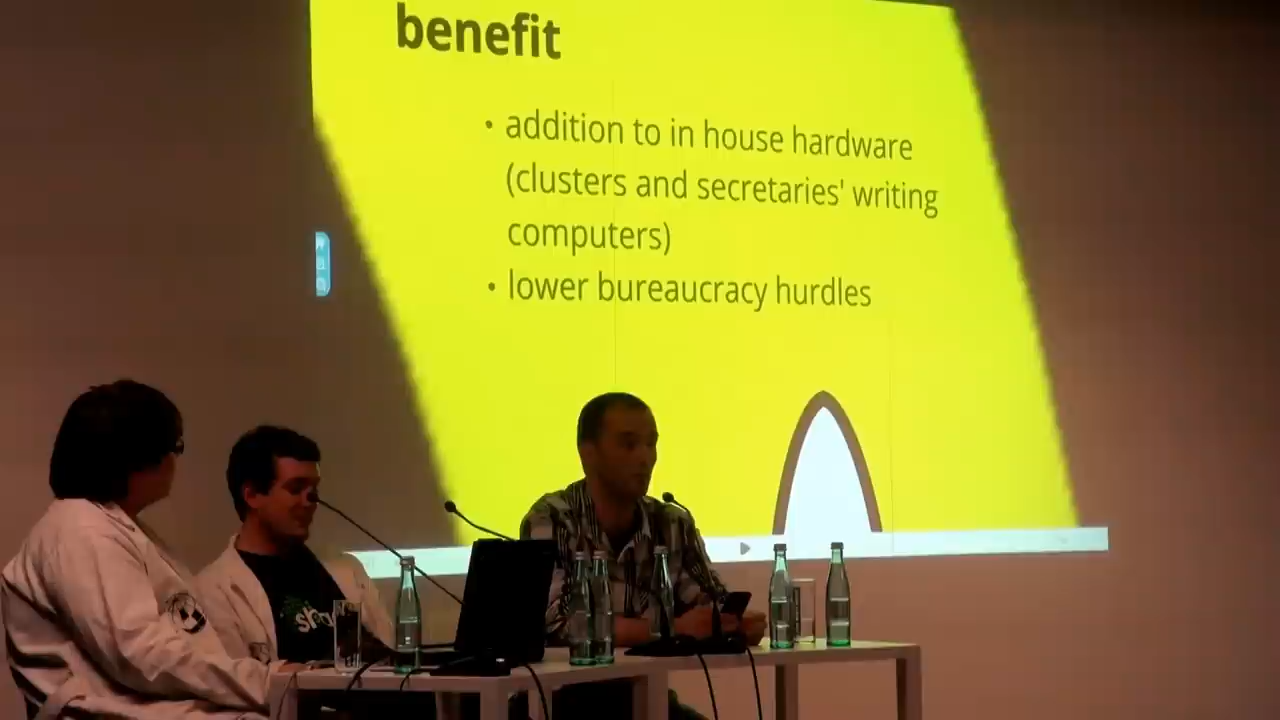 benefit
• addition to in house hardware
(clusters and secretaries' writing
computers)
• lower bureaucracy hurdles